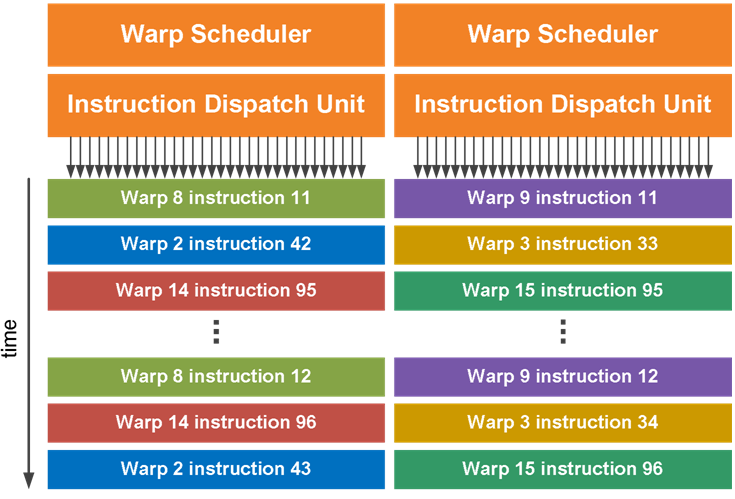 Warp Scheduler
Warp Scheduler
Instruction Dispatch Unit
Instruction Dispatch Unit
Warp 8 instruction 11
Warp 9 instruction 11
Warp 2 instruction 42
Warp 3 instruction 33
Warp 14 instruction 95
Warp 15 instruction 95
time
Warp 8 instruction 12
Warp 9 instruction 12
Warp 14 instruction 96
Warp 3 instruction 34
Warp 2 instruction 43
Warp 15 instruction 96